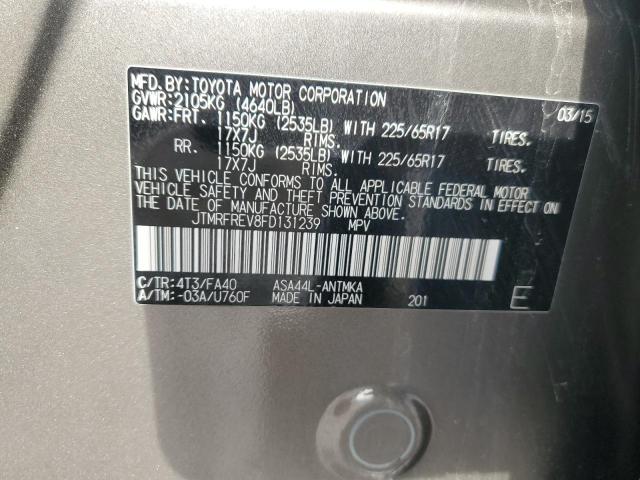 MFD.BY:TOYOTA MOTOR CORPORATION 03/15
GVWR:2105KG (4640LB)
GAWR:FRT. 1150KG (2535LB) WITH 225/65R17 TIRES.
17X7J RIMS.
RR. 1150KG (2535LB) WITH 225/65R17 TIRES.
17X7J RIMS.
THIS VEHICLE CONFORMS TO ALL APPLICABLE FEDERAL MOTOR
VEHICLE SAFETY AND THEFT PREVENTION STANDARDS IN EFFECT ON
THE DATE OF MANUFACTURE SHOWN ABOVE.
JTMRFREV8FD131239 MPV
C/TR:4T3/FA40 ASA44L-ANTMKA
A/TM:-03A/U760F MADE IN JAPAN 201 E